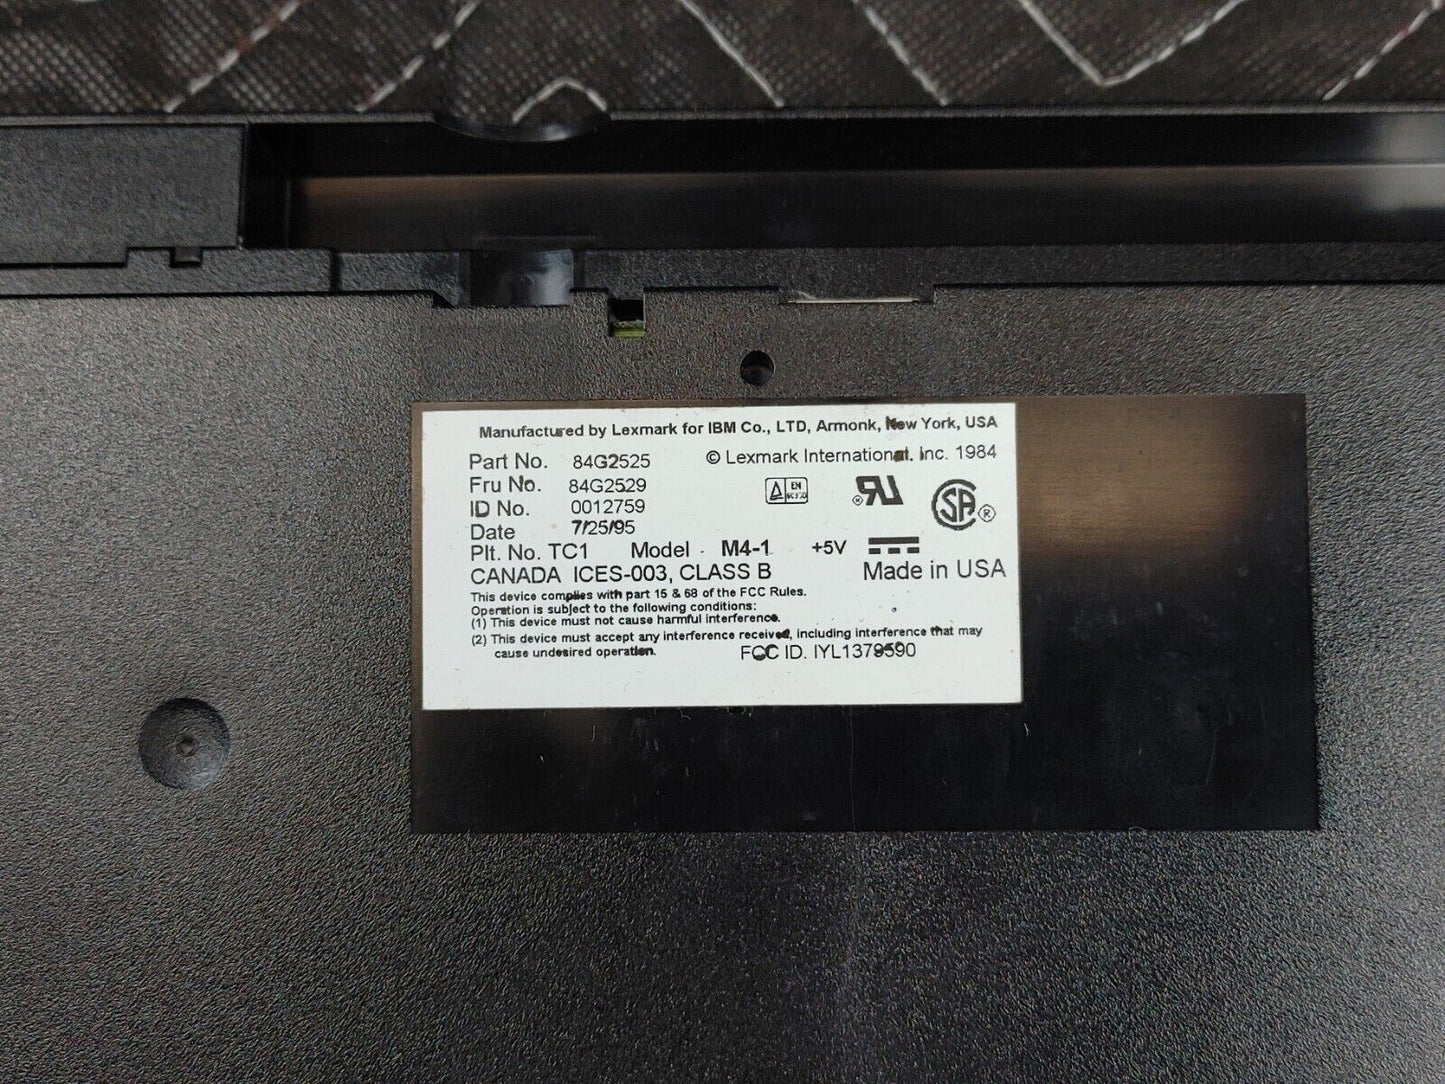 Manufactured by Lexmark for IBM Co., LTD, Armonk, New York, USA
Part No. 84G2525 © Lexmark International. Inc. 1984
Fru No. 84G2529
EN
ID No. 0012759
SA ®
Date 7/25/95
Plt. No. TC1 Model M4-1 +5V
CANADA ICES-003, CLASS B Made in USA
This device complies with part 15 & 68 of the FCC Rules.
Operation is subject to the following conditions:
(1) This device must not cause harmful interference.
(2) This device must accept any interference received, including interference that may
cause undesired operation. FCC ID. IYL1379590